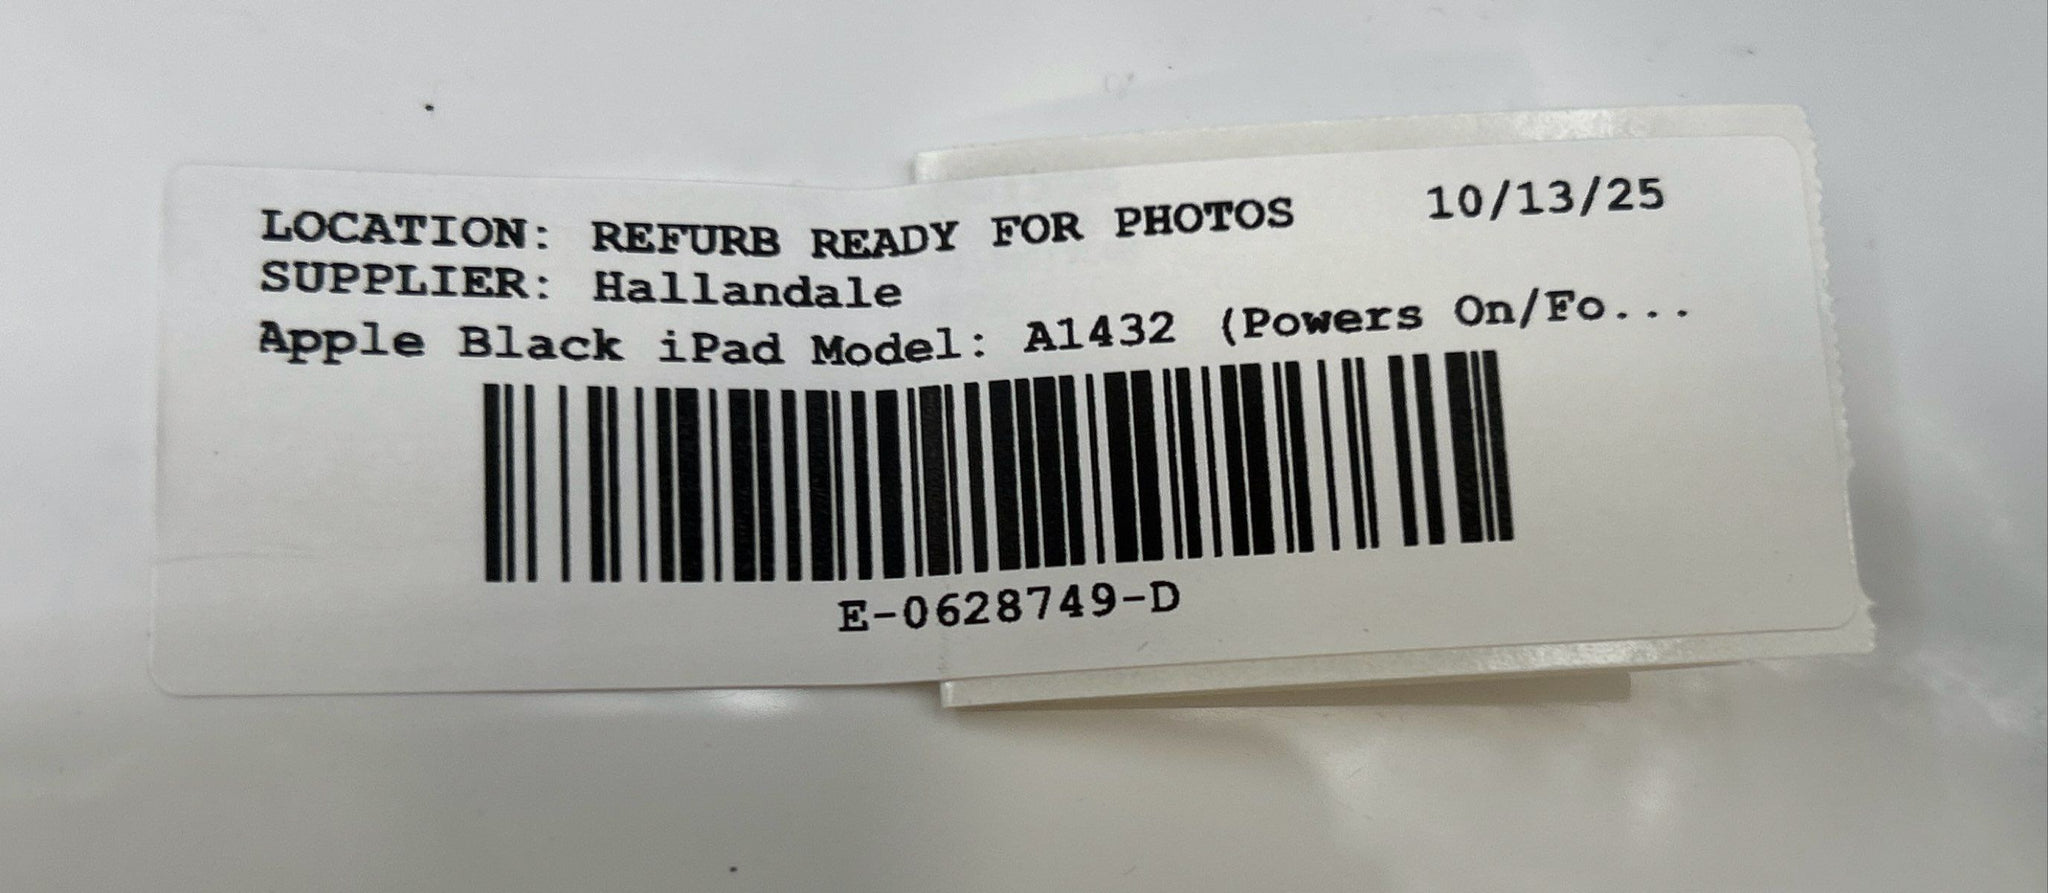 LOCATION: REFURB READY FOR PHOTOS 10/13/25
SUPPLIER: Hallandale
Apple Black iPad Model: A1432 (Powers On/Fo...
E-0628749-D